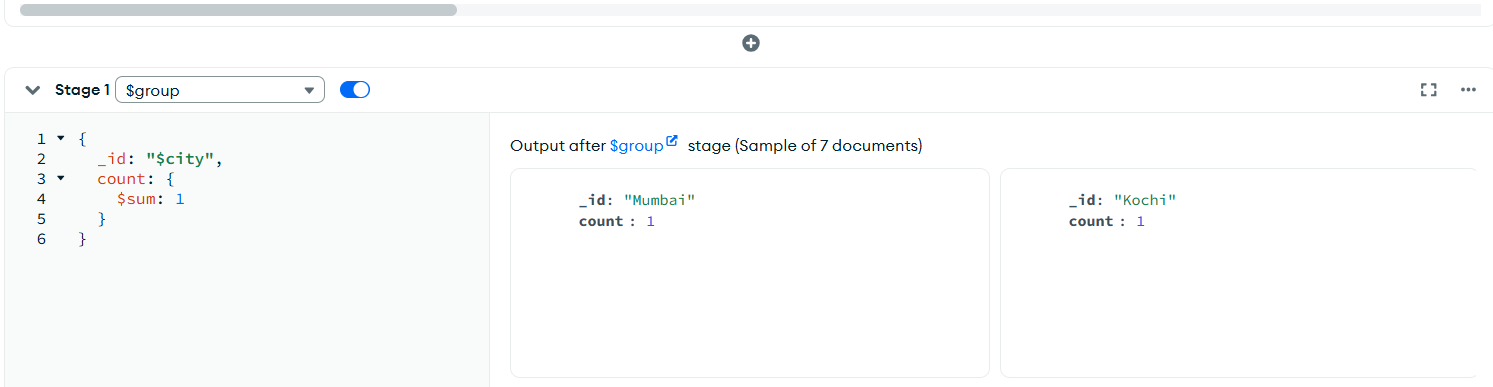 Stage 1 $group
1 {
2 _id: "$city",
3 count: {
4 $sum: 1
5 }
6 }
Output after $group stage (Sample of 7 documents)
_id: "Mumbai"
count : 1
_id: "Kochi"
count : 1